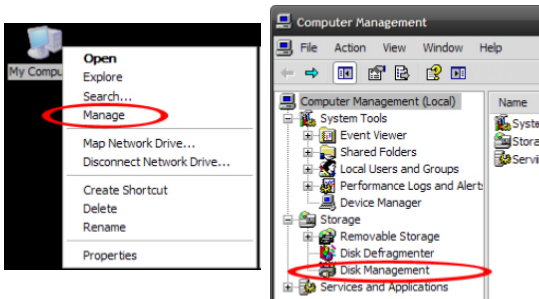 My Compu
Open
Explore
Search...
Manage
Map Network Drive...
Disconnect Network Drive...
Create Shortcut
Delete
Rename
Properties
Computer Management
File Action View Window Help
Computer Management (Local)
System Tools
Event Viewer
Shared Folders
Local Users and Groups
Performance Logs and Alerts
Device Manager
Storage
Removable Storage
Disk Defragmenter
Disk Management
Services and Applications
Name
Syste
Stora
Servi